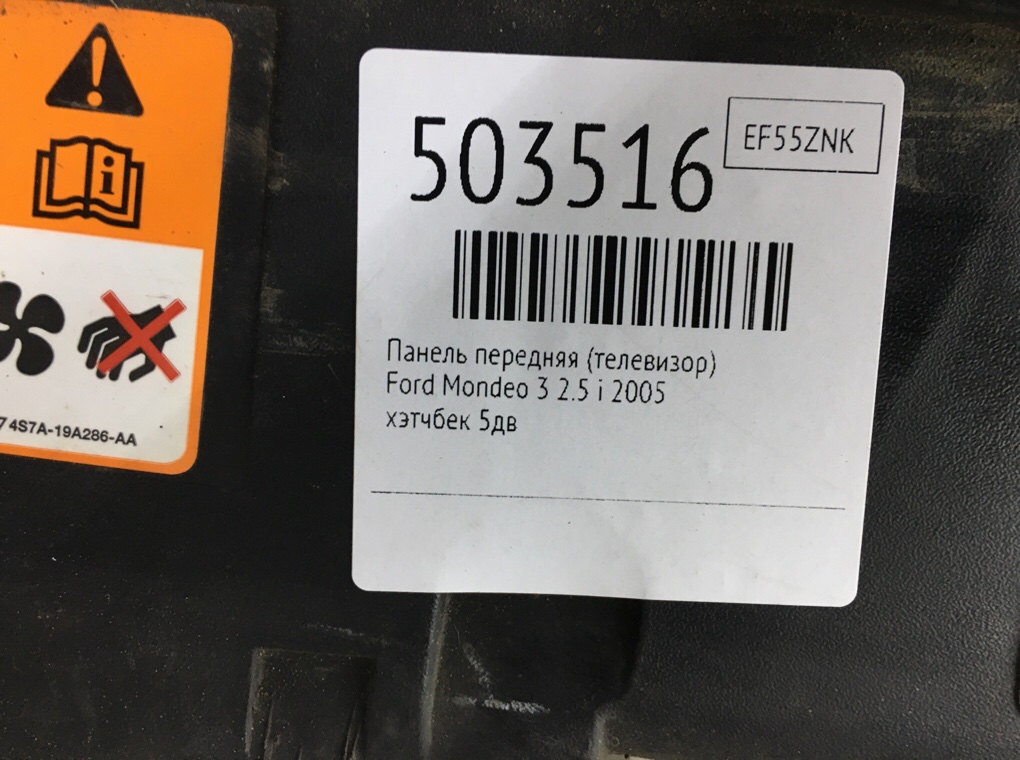 503516
EF55ZNK
Панель передняя (телевизор)
Ford Mondeo 3 2.5 i 2005
хэтчбек 5дв
4S7A-19A286-AA